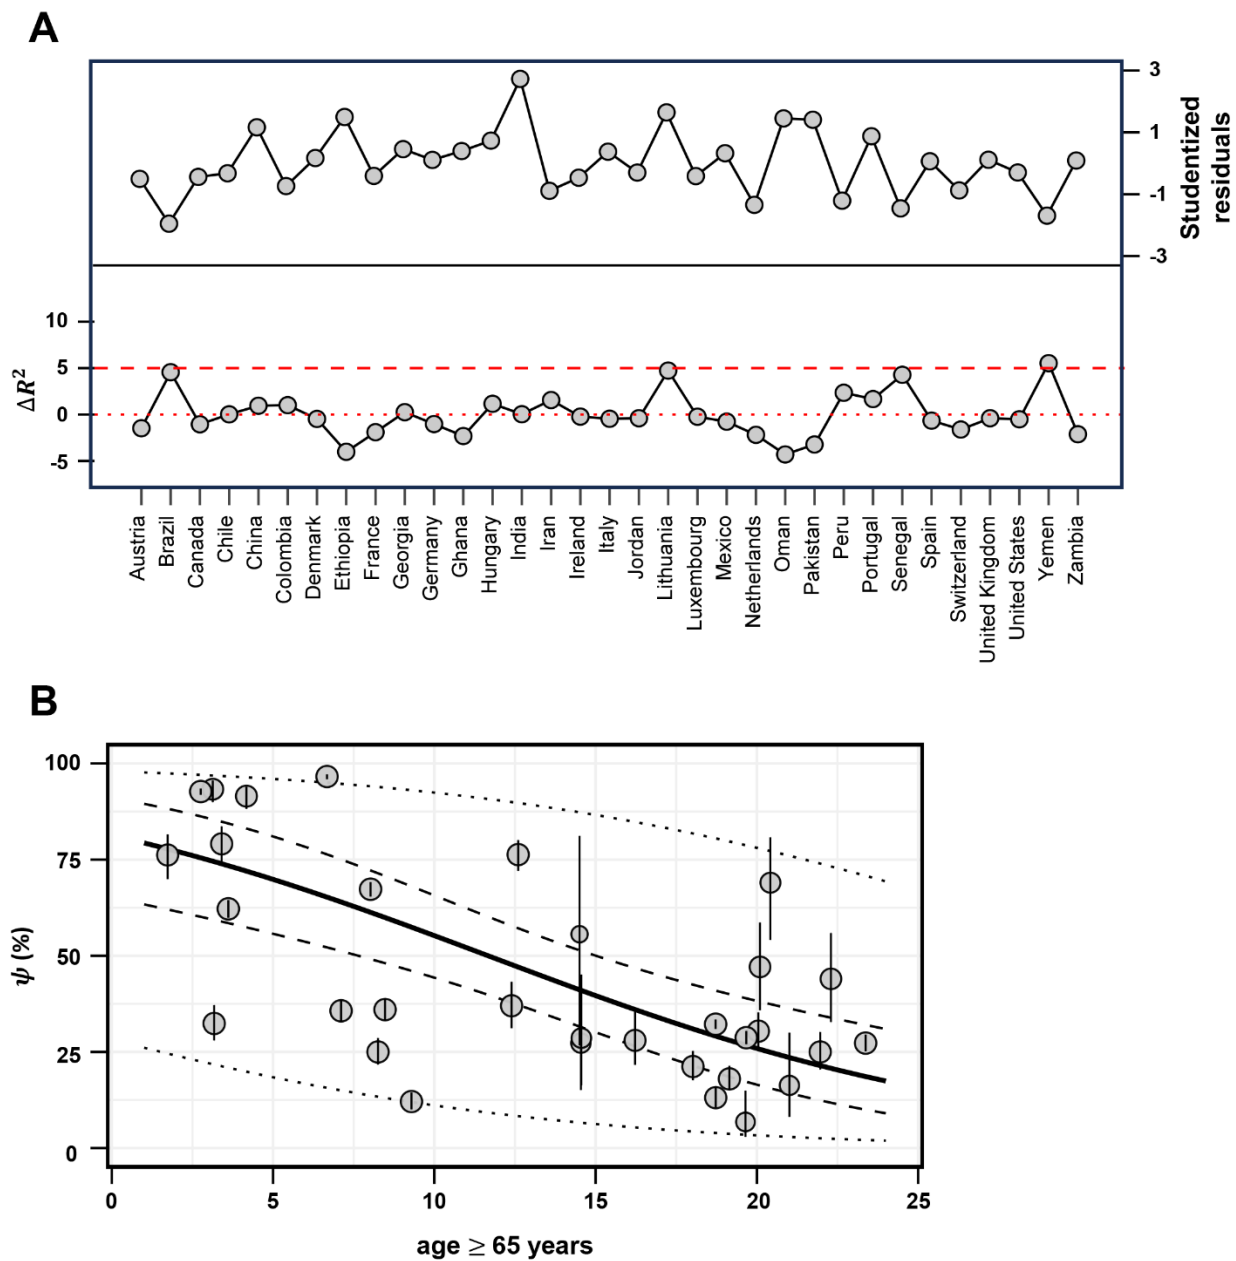 A
3
1
-1
-3
Studentized
residuals
10
5
0
-5
ΔR²
Austria
Brazil
Canada
Chile
China
Colombia
Denmark
Ethiopia
France
Georgia
Germany
Ghana
Hungary
India
Iran
Ireland
Italy
Jordan
Lithuania
Luxembourg
Mexico
Netherlands
Oman
Pakistan
Peru
Portugal
Senegal
Spain
Switzerland
United Kingdom
United States
Yemen
Zambia
B
100
75
50
25
0
ψ (%)
0 5 10 15 20 25
age ≥ 65 years